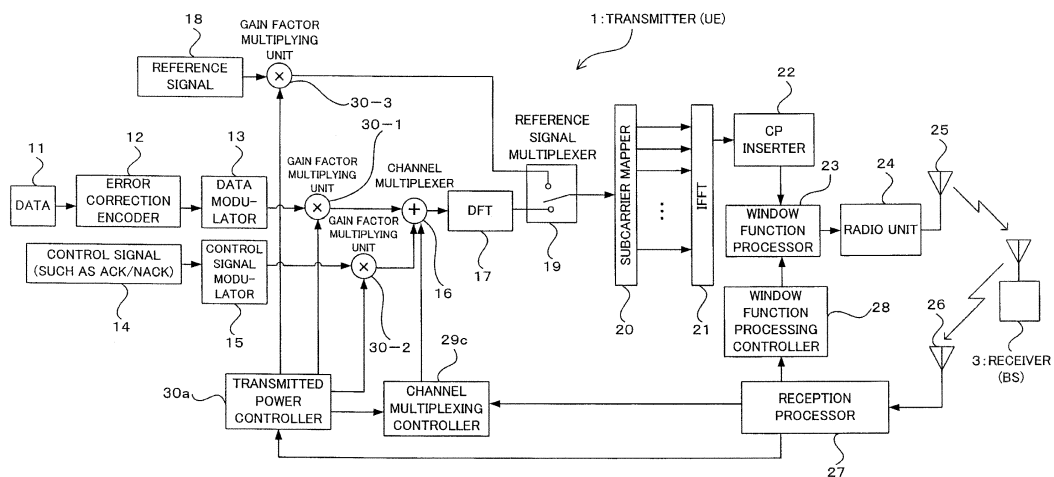 1:TRANSMITTER (UE)
18
GAIN FACTOR
MULTIPLYING
UNIT
REFERENCE
SIGNAL
×
30-3
22
30-1
REFERENCE
SIGNAL
MULTIPLEXER
CP
INSERTER
25
11
12
13
GAIN FACTOR
MULTIPLYING
UNIT
CHANNEL
MULTIPLEXER
23
24
DATA
ERROR
CORRECTION
ENCODER
DATA
MODU-
LATOR
×
+
DFT
SUBCARRIER MAPPER
...
IFFT
WINDOW
FUNCTION
PROCESSOR
RADIO UNIT
GAIN FACTOR
MULTIPLYING
UNIT
CONTROL SIGNAL
(SUCH AS ACK/NACK)
CONTROL
SIGNAL
MODU-
LATOR
×
16
17
19
14
15
30-2
20
21
WINDOW
FUNCTION
PROCESSING
CONTROLLER
28
26
3:RECEIVER
(BS)
29c
30a
TRANSMITTED
POWER
CONTROLLER
CHANNEL
MULTIPLEXING
CONTROLLER
RECEPTION
PROCESSOR
27